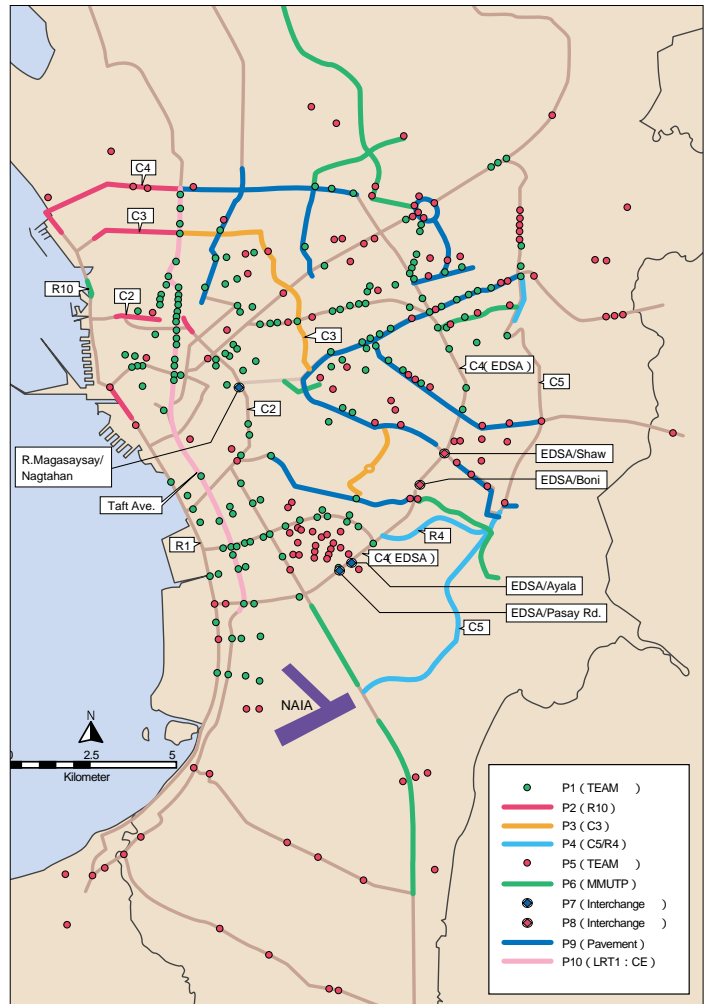 C4
C3
R10
C2
C3
C4( EDSA )
C5
C2
R.Magasaysay/
Nagtahan
EDSA/Shaw
EDSA/Boni
Taft Ave.
R4
R1
C4( EDSA )
EDSA/Ayala
EDSA/Pasay Rd.
C5
NAIA
N
0 2.5 5
Kilometer
P1 ( TEAM )
P2 ( R10 )
P3 ( C3 )
P4 ( C5/R4 )
P5 ( TEAM )
P6 ( MMUTP )
P7 ( Interchange )
P8 ( Interchange )
P9 ( Pavement )
P10 ( LRT1 : CE )